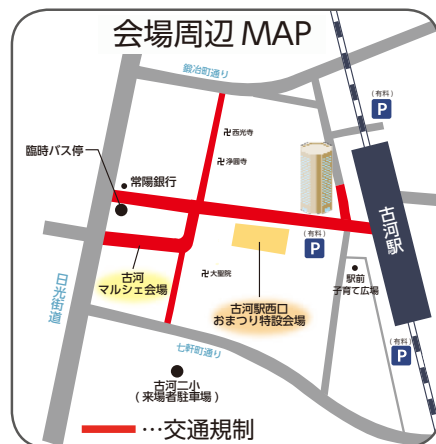 会場周辺 MAP
鍛冶町通り
(有料)
P
卍西光寺
卍浄圓寺
臨時バス停
常陽銀行
古河駅
(有料)
P
古河
マルシェ会場
卍大聖院
古河駅西口
おまつり特設会場
駅前
子育て広場
日光街道
七軒町通り
(有料)
P
古河二小
(来場者駐車場)
…交通規制